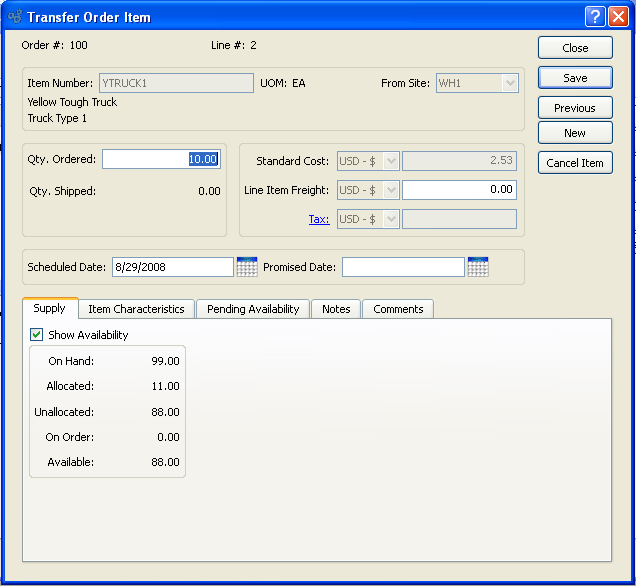 Transfer Order Item
Order #: 100 Line #: 2
Close
Save
Previous
New
Cancel Item
Item Number: YTRUCK1 UOM: EA From Site: WH1
Yellow Tough Truck
Truck Type 1
Qty. Ordered: 10.00
Qty. Shipped: 0.00
Standard Cost: USD - $ 2.53
Line Item Freight: USD - $ 0.00
Tax: USD - $
Scheduled Date: 8/29/2008 Promised Date:
Supply Item Characteristics Pending Availability Notes Comments
Show Availability
On Hand: 99.00
Allocated: 11.00
Unallocated: 88.00
On Order: 0.00
Available: 88.00